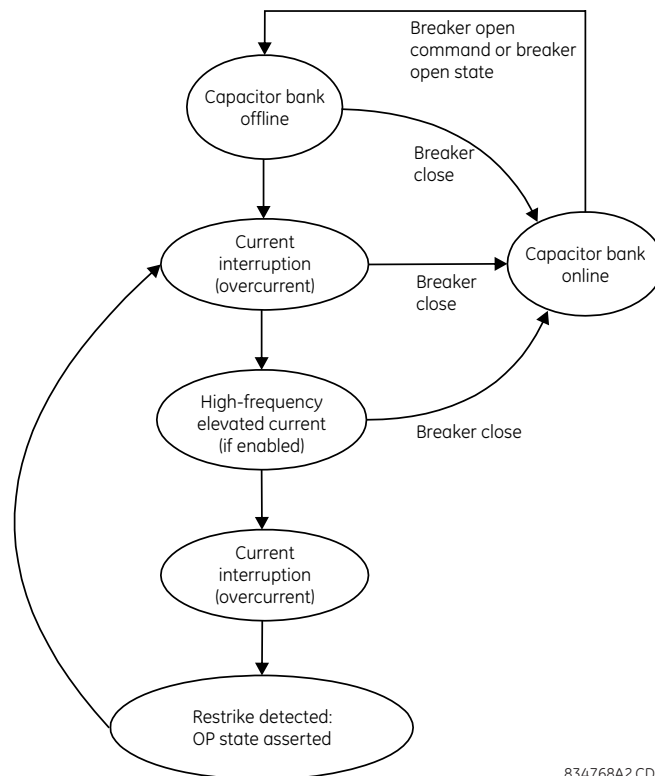 Breaker open
command or breaker
open state
Capacitor bank
offline
Breaker
close
Current
interruption
(overcurrent)
Breaker
close
Capacitor bank
online
High-frequency
elevated current
(if enabled)
Breaker close
Current
interruption
(overcurrent)
Restrike detected:
OP state asserted
834768A2.CD